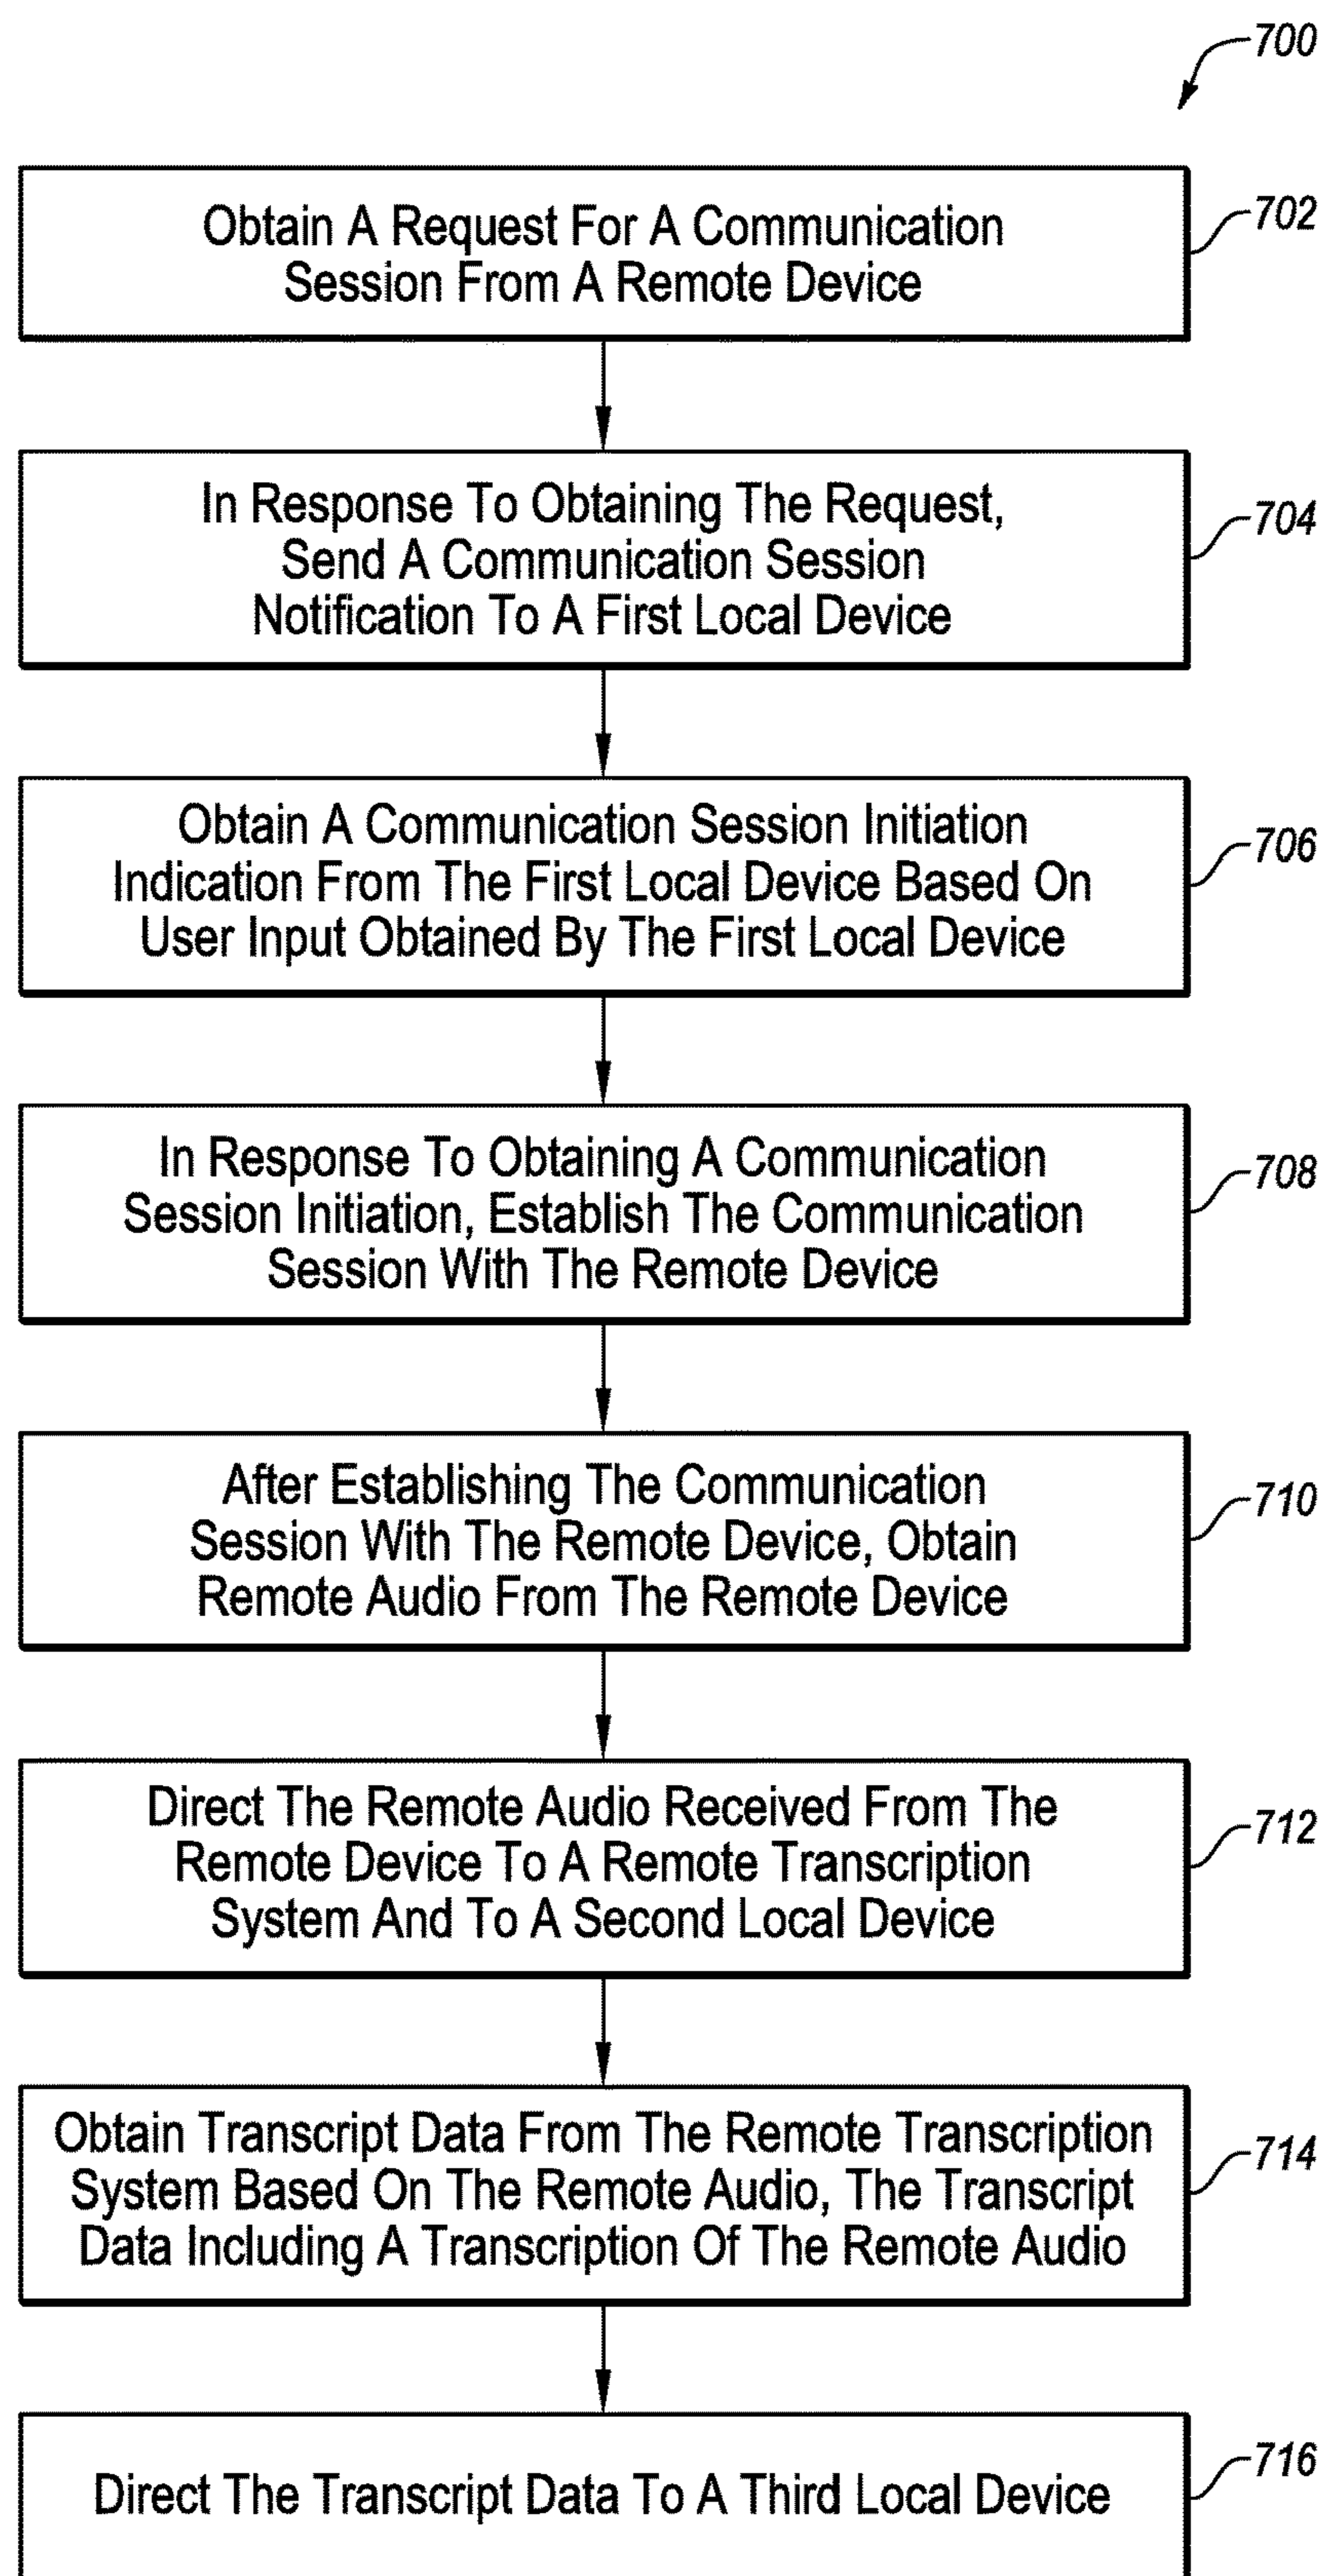 700
Obtain A Request For A Communication
Session From A Remote Device
702
In Response To Obtaining The Request,
Send A Communication Session
Notification To A First Local Device
704
Obtain A Communication Session Initiation
Indication From The First Local Device Based On
User Input Obtained By The First Local Device
706
In Response To Obtaining A Communication
Session Initiation, Establish The Communication
Session With The Remote Device
708
After Establishing The Communication
Session With The Remote Device, Obtain
Remote Audio From The Remote Device
710
Direct The Remote Audio Received From The
Remote Device To A Remote Transcription
System And To A Second Local Device
712
Obtain Transcript Data From The Remote Transcription
System Based On The Remote Audio, The Transcript
Data Including A Transcription Of The Remote Audio
714
Direct The Transcript Data To A Third Local Device
716